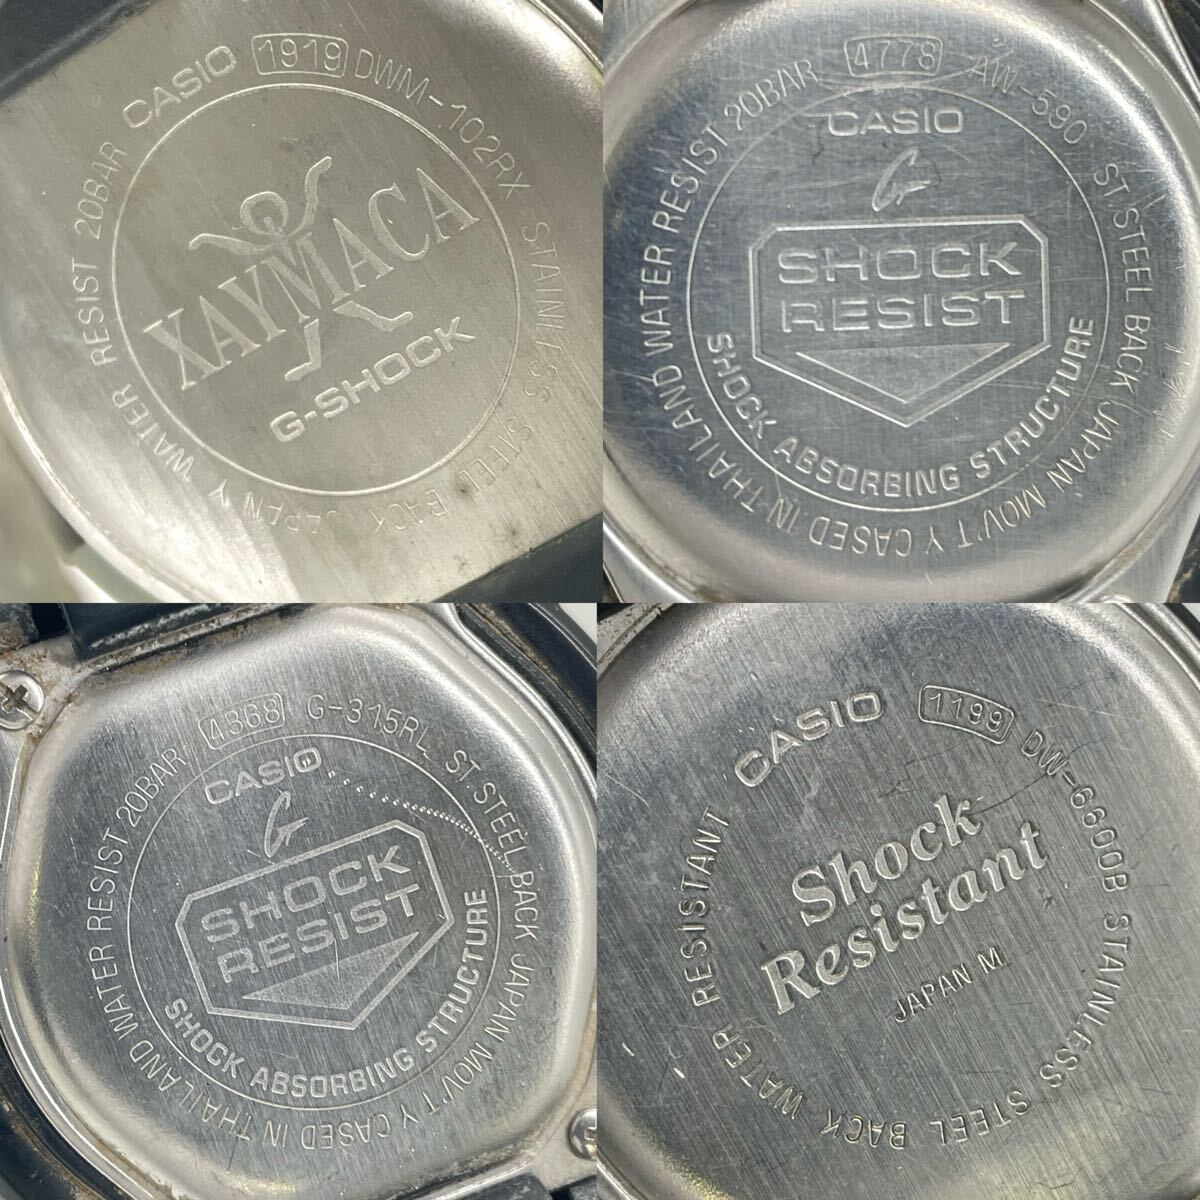 CASIO 1919 DWM-102RX STAINLESS STEEL BACK JAPAN Y WATER RESIST 20BAR
XAYMACA
G-SHOCK
4778 AW-590 ST.STEEL BACK JAPAN MOV'T Y CASED IN THAILAND WATER RESIST 20BAR
CASIO
G
SHOCK
RESIST
SHOCK ABSORBING STRUCTURE
4368 G-315RL ST.STEEL BACK JAPAN MOV'T Y CASED IN THAILAND WATER RESIST 20BAR
CASIO
G
SHOCK
RESIST
SHOCK ABSORBING STRUCTURE
CASIO 1199 DW-6600B STAINLESS STEEL BACK WATER RESISTANT
Shock
Resistant
JAPAN M